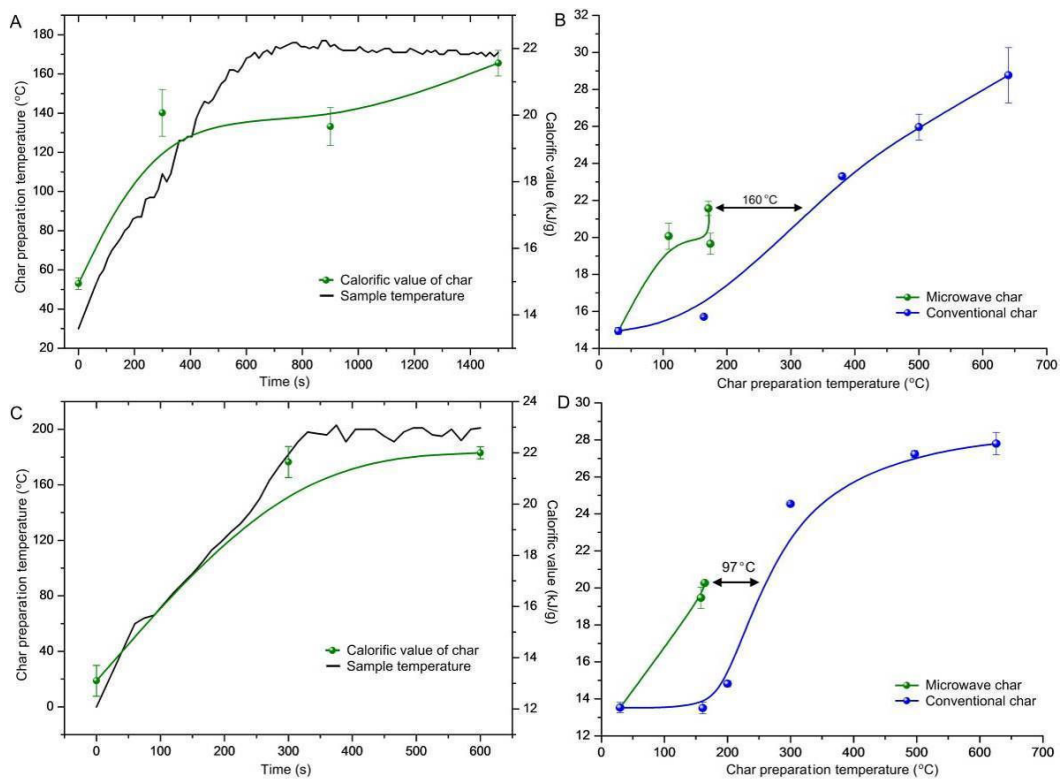 A
Char preparation temperature (°C)
180
160
140
120
100
80
60
40
20
0 200 400 600 800 1000 1200 1400
Time (s)
22
20
18
16
14
Calorific value (kJ/g)
Calorific value of char
Sample temperature
B
30
28
26
24
22
20
18
16
14
0 100 200 300 400 500 600 700
Char preparation temperature (°C)
160 °C
Microwave char
Conventional char
C
Char preparation temperature (°C)
200
160
120
80
40
0
0 100 200 300 400 500 600
Time (s)
24
23
22
21
20
19
18
17
16
15
14
13
12
Calorific value (kJ/g)
Calorific value of char
Sample temperature
D
28
26
24
22
20
18
16
14
12
0 100 200 300 400 500 600 700
Char preparation temperature (°C)
97 °C
Microwave char
Conventional char